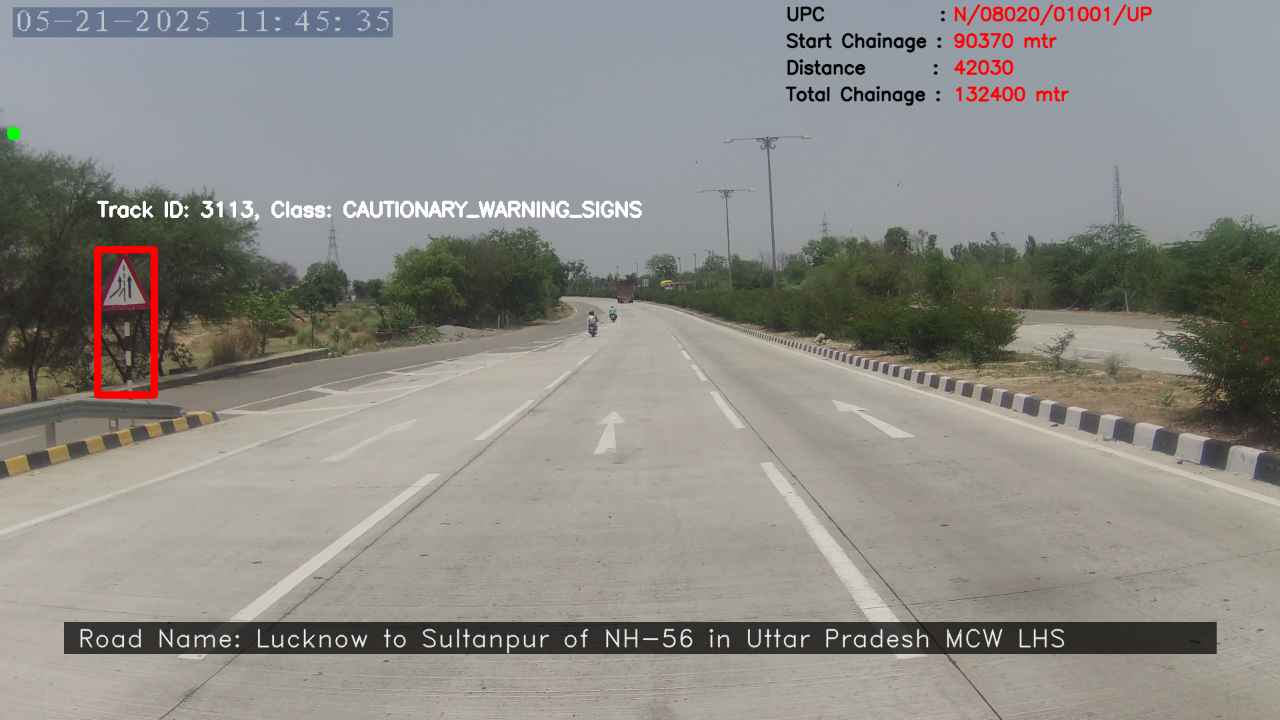 05-21-2025 11:45:35
UPC : N/08020/01001/UP
Start Chainage : 90370 mtr
Distance : 42030
Total Chainage : 132400 mtr
Track ID: 3113, Class: CAUTIONARY_WARNING_SIGNS
Road Name: Lucknow to Sultanpur of NH-56 in Uttar Pradesh MCW LHS